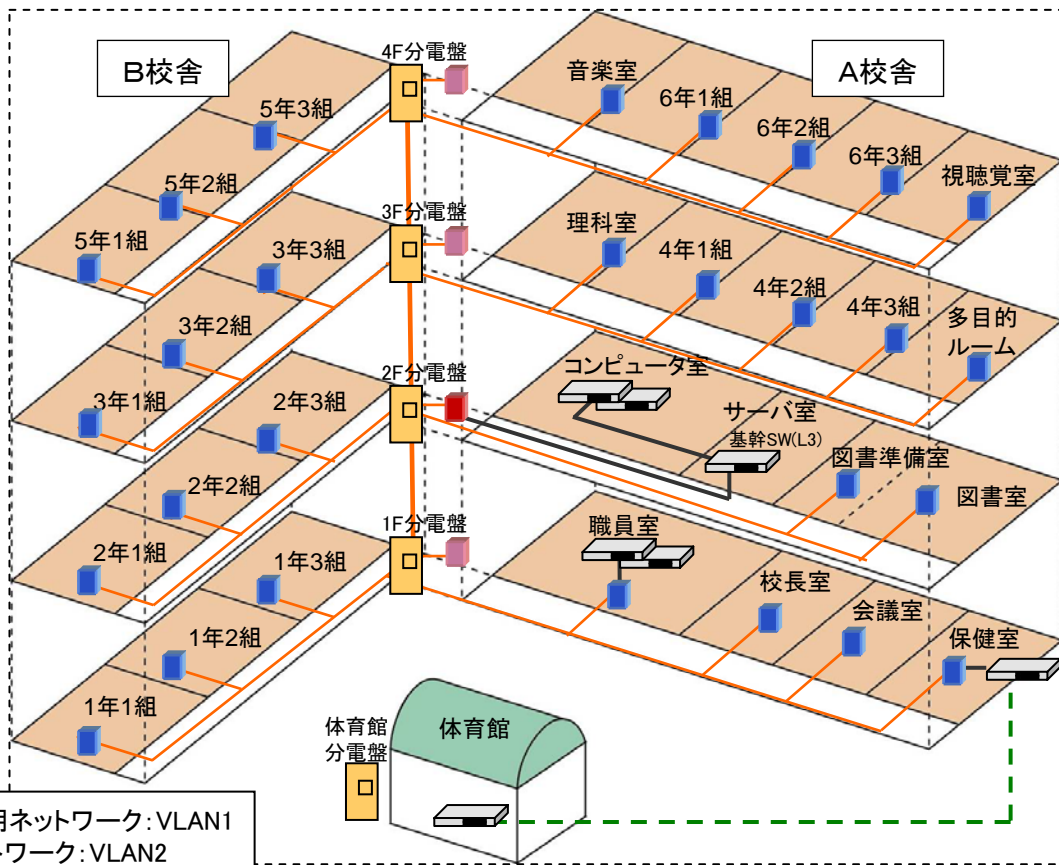 B校舎
A校舎
4F分電盤
音楽室
6年1組
6年2組
6年3組
視聴覚室
5年3組
5年2組
5年1組
3F分電盤
理科室
4年1組
4年2組
4年3組
多目的
ルーム
3年3組
3年2組
3年1組
2F分電盤
コンピュータ室
サーバ室
基幹SW(L3)
図書準備室
図書室
2年3組
2年2組
2年1組
1F分電盤
職員室
校長室
会議室
保健室
1年3組
1年2組
1年1組
体育館
分電盤
体育館
用ネットワーク:VLAN1
トワーク:VLAN2